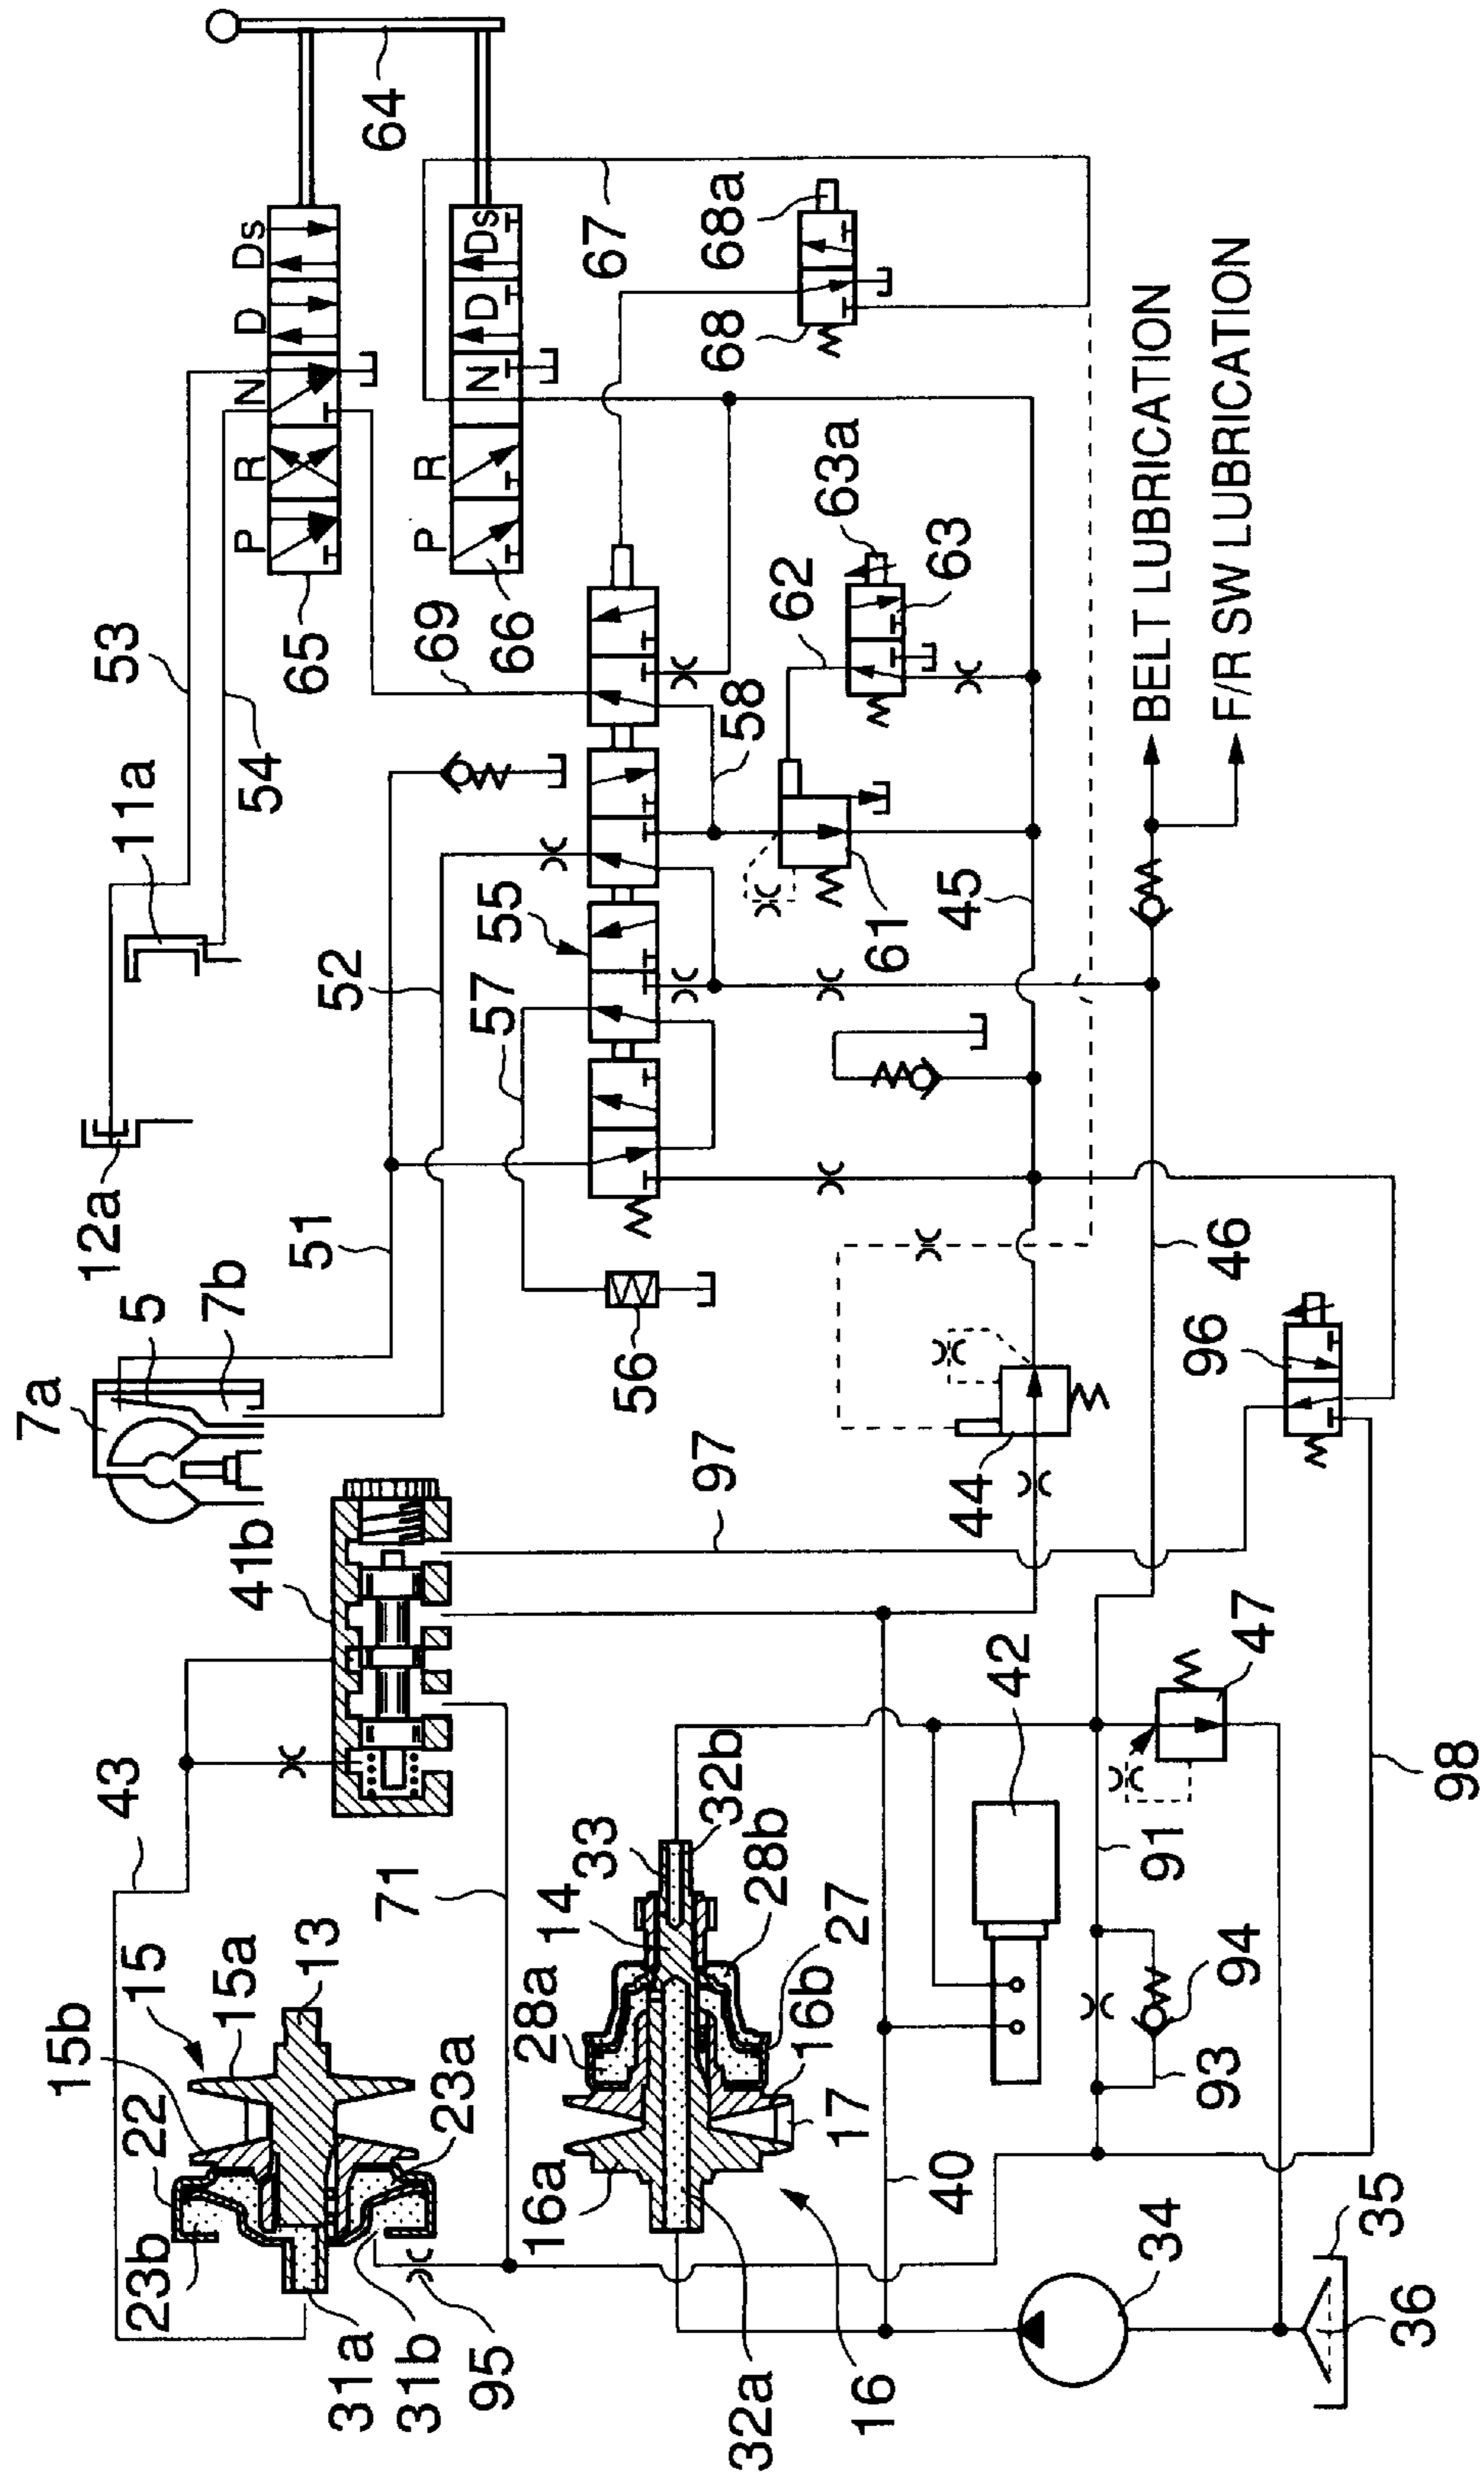 64
Ds
D
N
R
P
65
Ds
D
N
R
P
66
67
68a
68
63a
63
62
BELT LUBRICATION
F/R SW LUBRICATION
53
54
11a
69
58
52
55
57
61
45
12a
51
5
7b
7a
56
46
96
44
97
41b
42
47
98
43
71
33
32b
14
28b
28a
27
16b
17
91
94
93
13
15
15a
15b
22
23a
23b
31a
31b
95
16a
32a
16
40
34
35
36